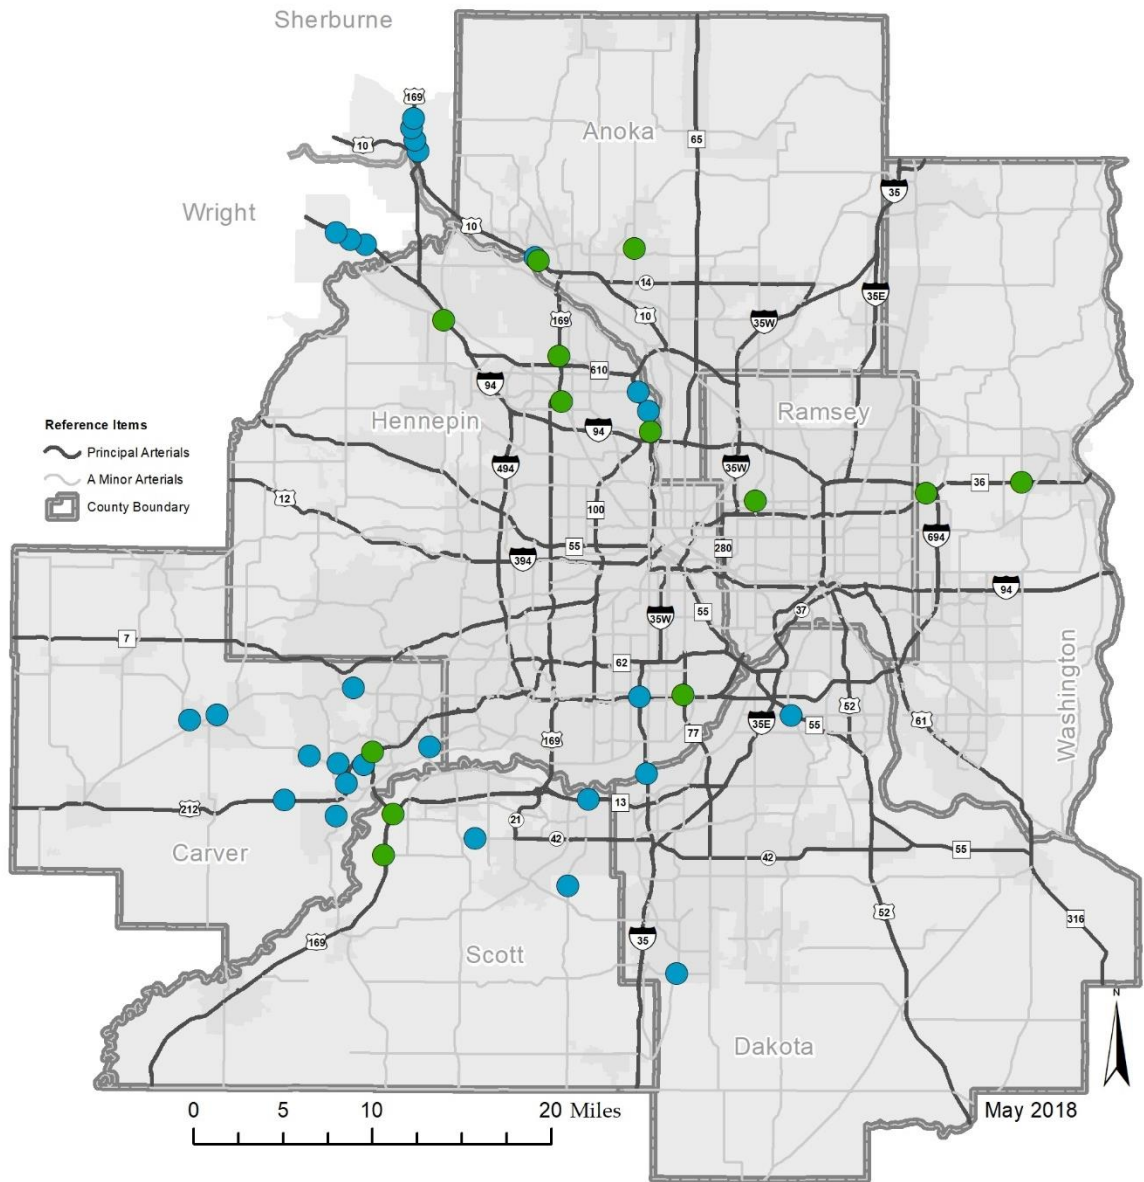 Sherburne
169
Anoka
65
10
35
Wright
10
14
35E
169
10
35W
610
94
Hennepin
Ramsey
Reference Items
Principal Arterials
A Minor Arterials
County Boundary
94
494
35W
36
12
100
55
280
694
394
94
35W
55
37
7
62
Washington
52
61
35E
55
77
169
212
13
21
42
Carver
42
55
52
316
169
Scott
35
N
Dakota
0 5 10 20 Miles
May 2018